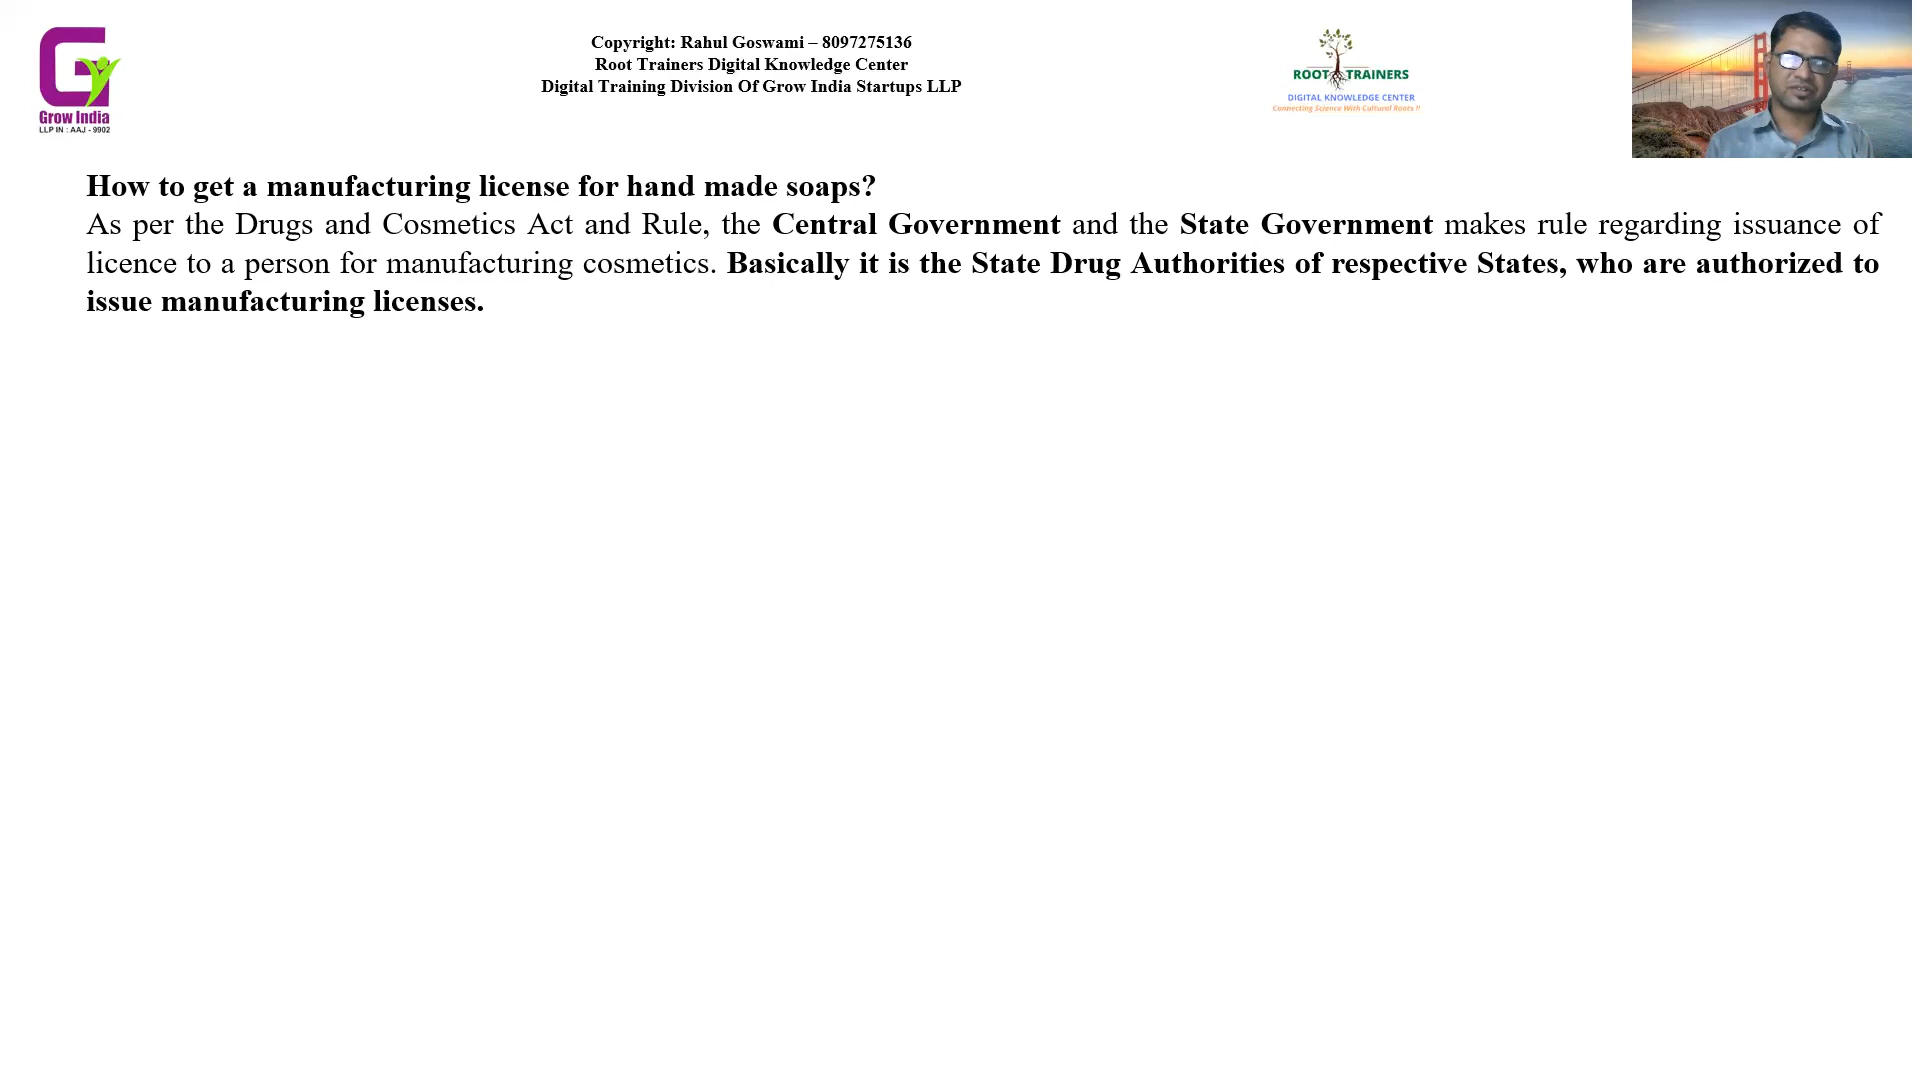 Copyright: Rahul Goswami – 8097275136
Root Trainers Digital Knowledge Center
Digital Training Division Of Grow India Startups LLP
Grow India
LLP IN : AAJ - 9902
ROOT TRAINERS
DIGITAL KNOWLEDGE CENTER
Connecting Science With Cultural Roots !!
How to get a manufacturing license for hand made soaps?
As per the Drugs and Cosmetics Act and Rule, the Central Government and the State Government makes rule regarding issuance of
licence to a person for manufacturing cosmetics. Basically it is the State Drug Authorities of respective States, who are authorized to
issue manufacturing licenses.